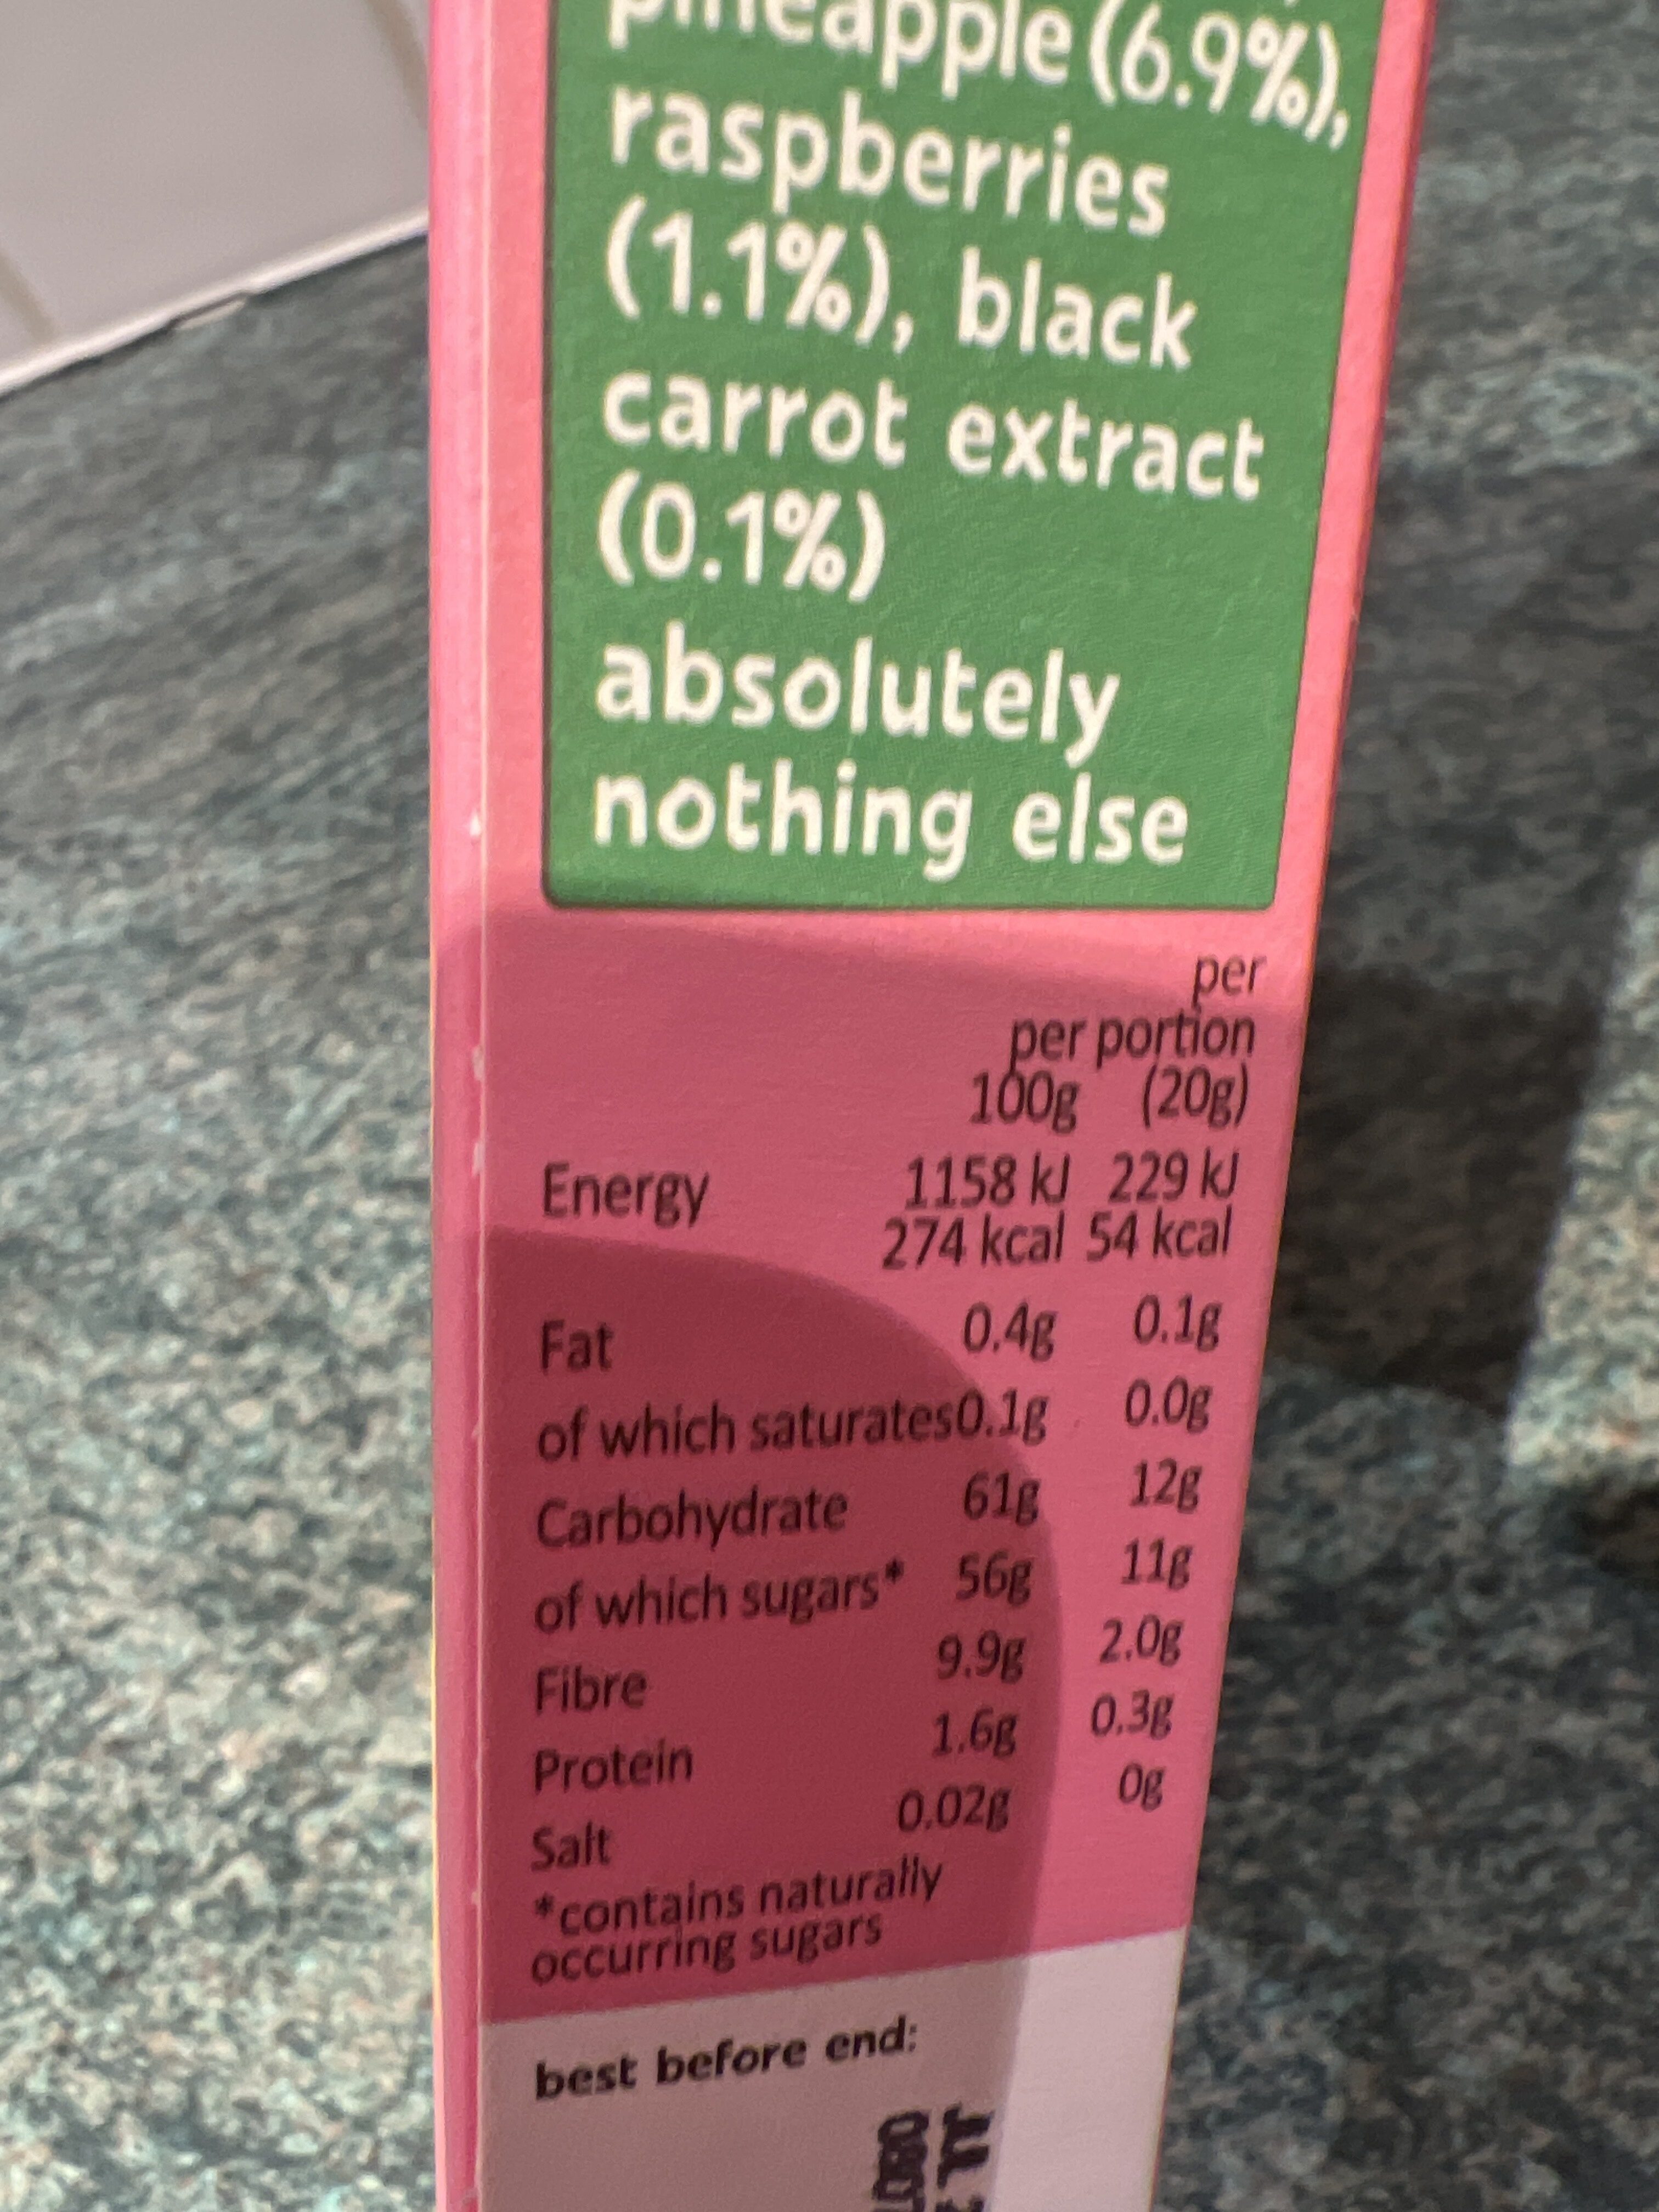 pineapple (6.9%),
raspberries
(1.1%), black
carrot extract
(0.1%)
absolutely
nothing else
per
per portion
100g (20g)
Energy 1158 kJ 229 kJ
274 kcal 54 kcal
Fat 0.4g 0.1g
of which saturates 0.1g 0.0g
Carbohydrate 61g 12g
of which sugars* 56g 11g
Fibre 9.9g 2.0g
Protein 1.6g 0.3g
Salt 0.02g 0g
*contains naturally
occurring sugars
best before end: